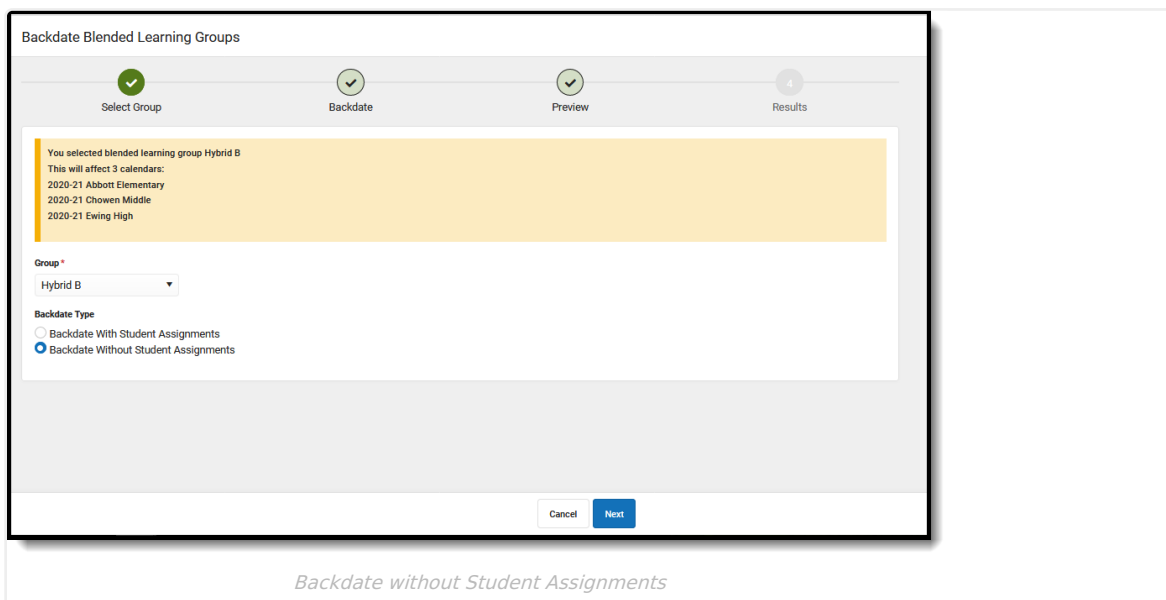 Backdate Blended Learning Groups
4
Select Group
Backdate
Preview
Results
You selected blended learning group Hybrid B
This will affect 3 calendars:
2020-21 Abbott Elementary
2020-21 Chowen Middle
2020-21 Ewing High
Group *
Hybrid B
Backdate Type
Backdate With Student Assignments
Backdate Without Student Assignments
Cancel
Next
Backdate without Student Assignments